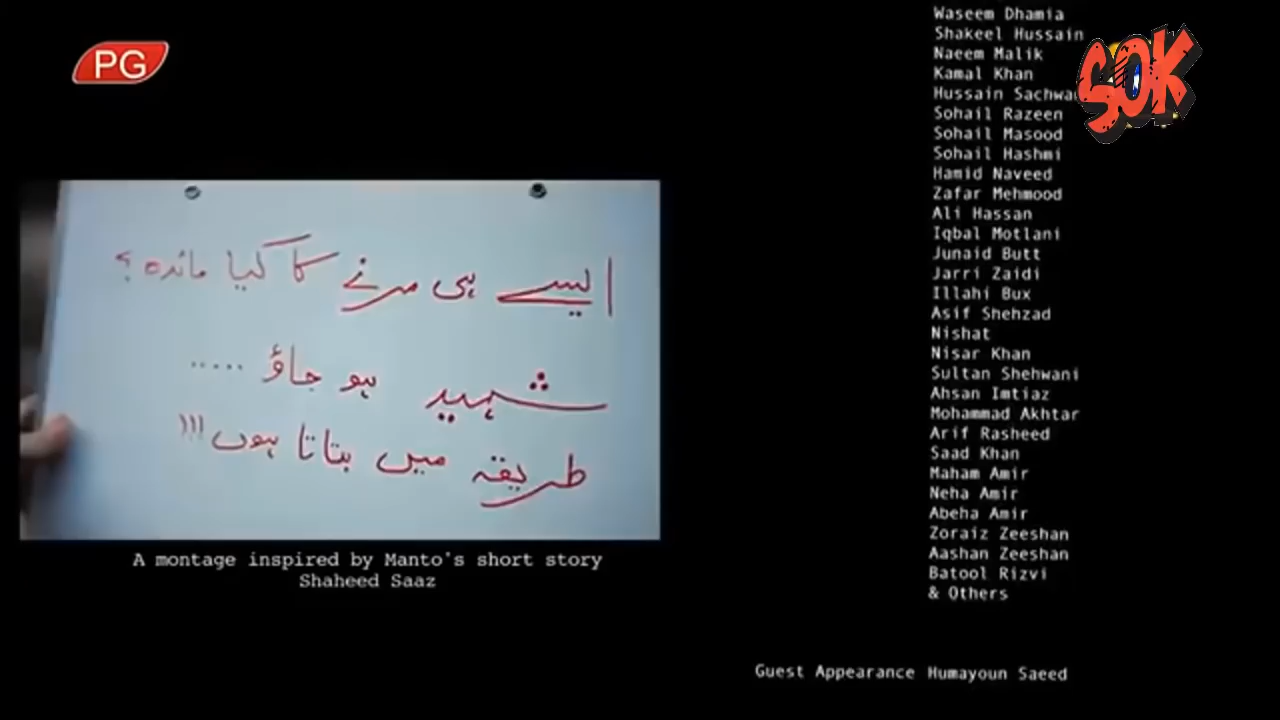 PG
SOK
ایسے ہی مرنے کا کیا مائدہ؟
شہید ہو جاؤ .....
طریقہ میں بتاتا ہوں!!!
A montage inspired by Manto's short story
Shaheed Saaz
Waseem Dhamia
Shakeel Hussain
Naeem Malik
Kamal Khan
Hussain Sachwa
Sohail Razeen
Sohail Masood
Sohail Hashmi
Hamid Naveed
Zafar Mehmood
Ali Hassan
Iqbal Motlani
Junaid Butt
Jarri Zaidi
Illahi Bux
Asif Shehzad
Nishat
Nisar Khan
Sultan Shehwani
Ahsan Imtiaz
Mohammad Akhtar
Arif Rasheed
Saad Khan
Maham Amir
Neha Amir
Abeha Amir
Zoraiz Zeeshan
Aashan Zeeshan
Batool Rizvi
& Others
Guest Appearance Humayoun Saeed